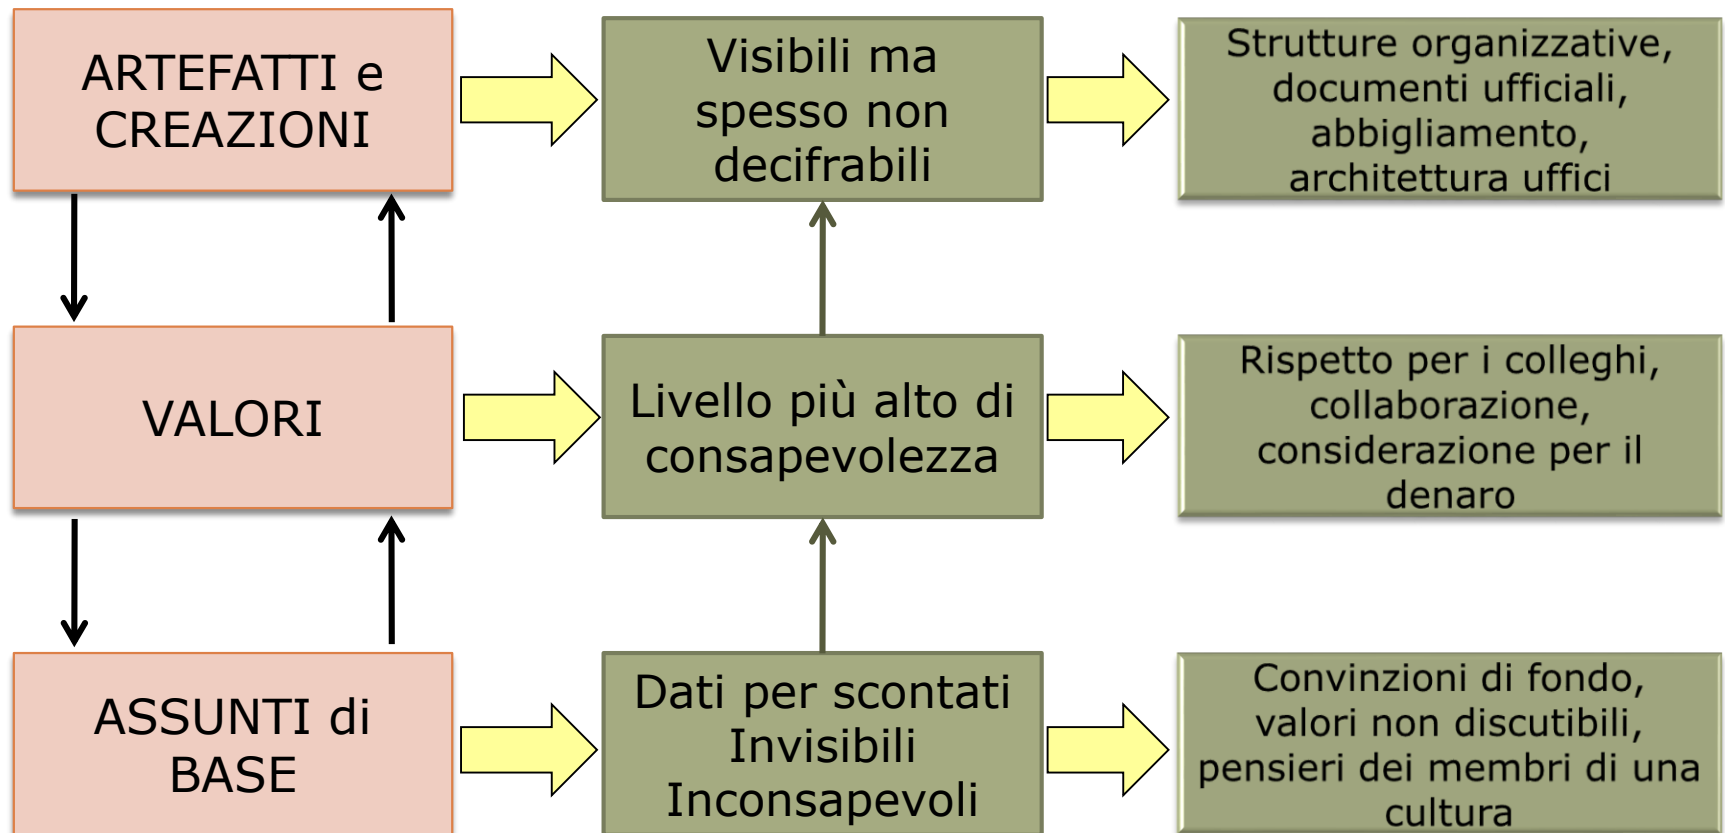 ARTEFATTI e
CREAZIONI
Visibili ma
spesso non
decifrabili
Strutture organizzative,
documenti ufficiali,
abbigliamento,
architettura uffici
VALORI
Livello più alto di
consapevolezza
Rispetto per i colleghi,
collaborazione,
considerazione per il
denaro
ASSUNTI di
BASE
Dati per scontati
Invisibili
Inconsapevoli
Convinzioni di fondo,
valori non discutibili,
pensieri dei membri di una
cultura